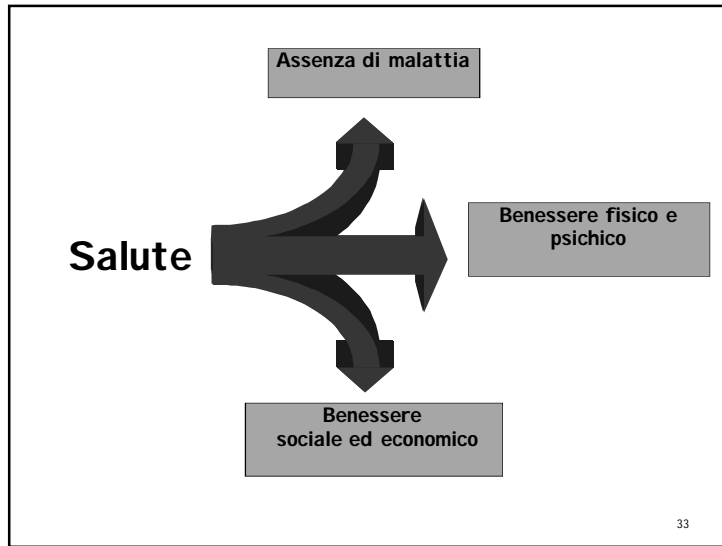 Assenza di malattia
Benessere fisico e
psichico
Salute
Benessere
sociale ed economico
33